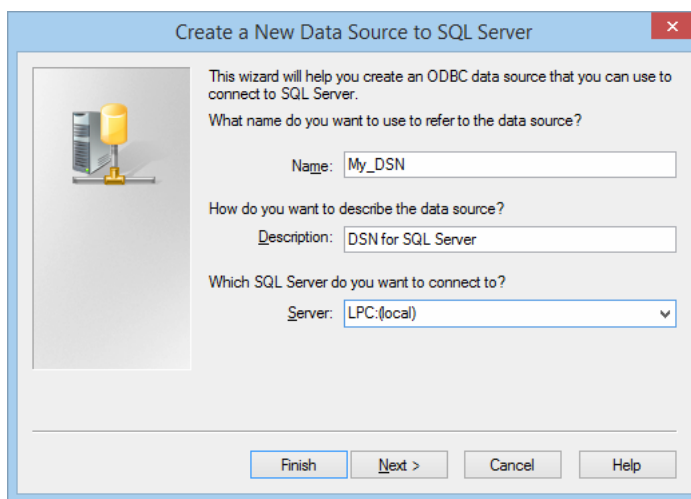 Create a New Data Source to SQL Server
This wizard will help you create an ODBC data source that you can use to
connect to SQL Server.
What name do you want to use to refer to the data source?
Name: My_DSN
How do you want to describe the data source?
Description: DSN for SQL Server
Which SQL Server do you want to connect to?
Server: LPC:(local)
Finish Next > Cancel Help